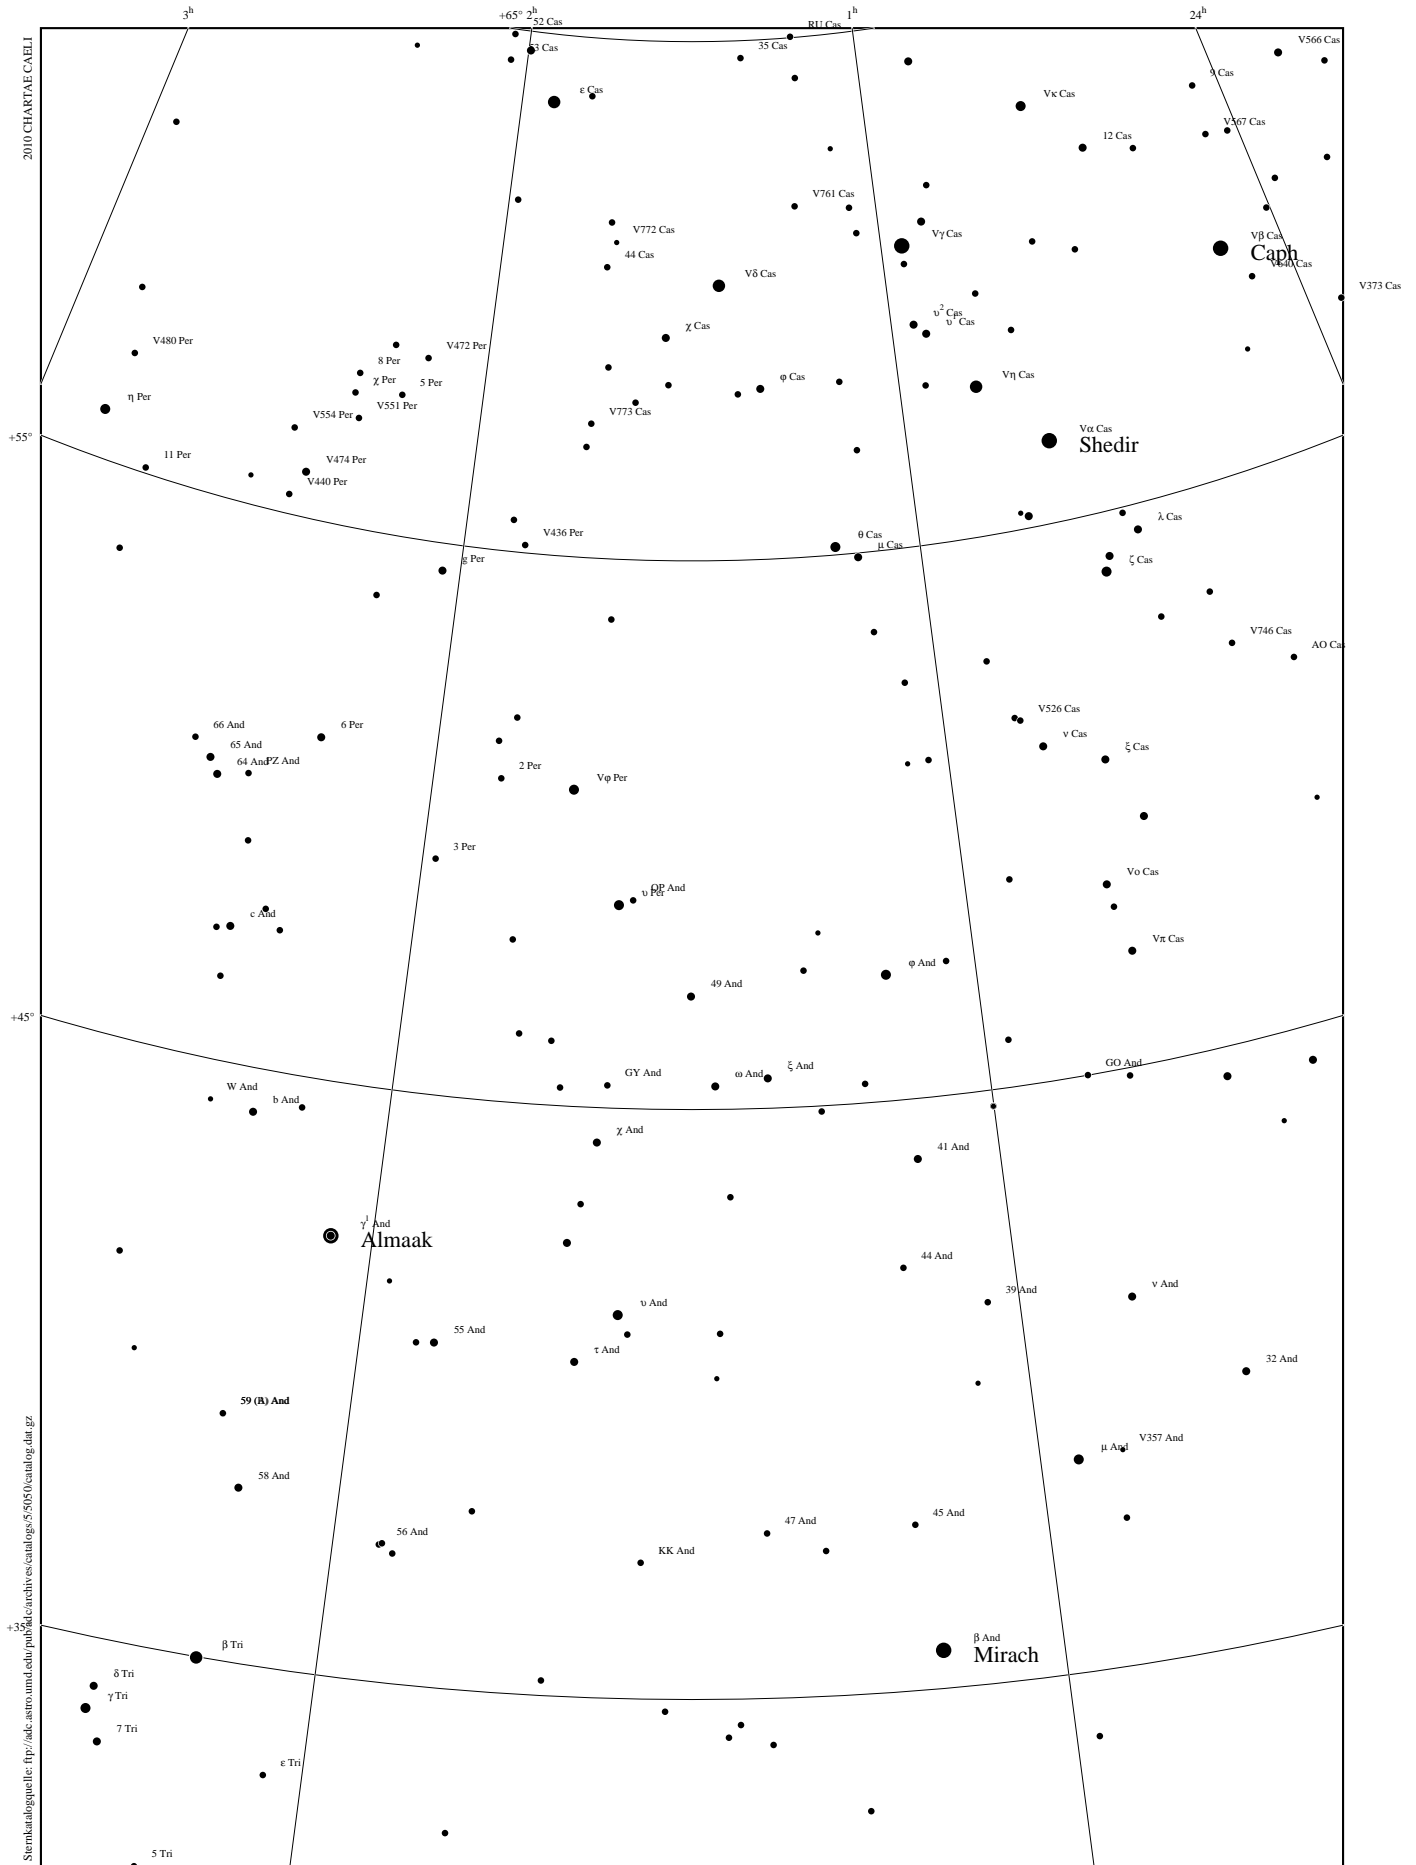 3h
+65° 2h
52 Cas
RU Cas
1h
24h
2010 CHARTAE CAELI
53 Cas
35 Cas
V566 Cas
9 Cas
ε Cas
Vκ Cas
V567 Cas
12 Cas
V761 Cas
V772 Cas
Vγ Cas
Vβ Cas
Caph
44 Cas
V640 Cas
Vδ Cas
V373 Cas
υ2 Cas
υ1 Cas
χ Cas
V480 Per
V472 Per
8 Per
χ Per
5 Per
φ Cas
Vη Cas
η Per
V551 Per
V554 Per
V773 Cas
Vα Cas
Shedir
+55°
11 Per
V474 Per
V440 Per
λ Cas
V436 Per
θ Cas
μ Cas
g Per
ζ Cas
V746 Cas
AO Cas
V526 Cas
66 And
6 Per
ν Cas
65 And
ξ Cas
64 And
PZ And
2 Per
Vφ Per
3 Per
Vο Cas
υ Per
QP And
c And
Vπ Cas
φ And
49 And
+45°
GO And
ξ And
GY And
ω And
W And
b And
χ And
41 And
γ1 And
Almaak
44 And
39 And
ν And
υ And
55 And
τ And
32 And
59 (B) And
V357 And
μ And
58 And
45 And
47 And
56 And
KK And
+35°
β And
Mirach
β Tri
δ Tri
γ Tri
7 Tri
ε Tri
5 Tri
Sternkatalogquelle: ftp://adc.astro.umd.edu/pub/adc/archives/catalogs/5/5050/catalog.dat.gz